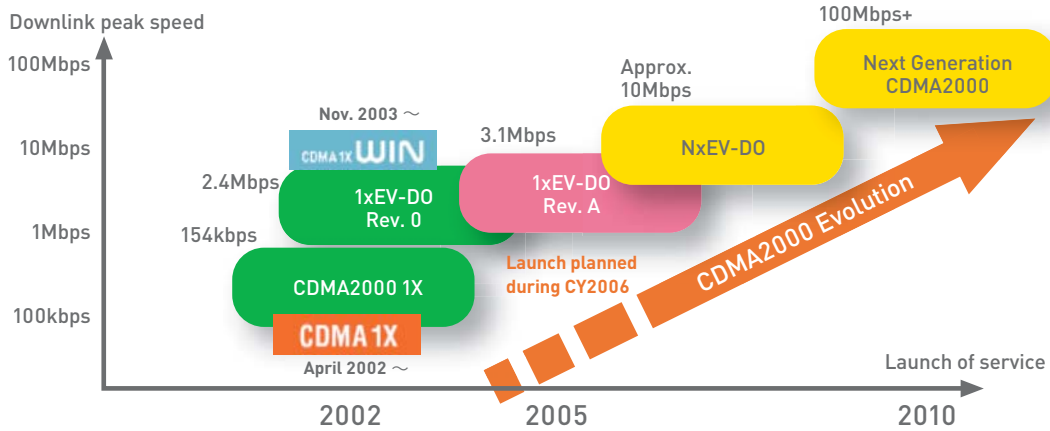 Downlink peak speed
100Mbps+
100Mbps
Next Generation
CDMA2000
Approx.
10Mbps
Nov. 2003 ～
CDMA 1X WIN
3.1Mbps
10Mbps
NxEV-DO
2.4Mbps
1xEV-DO
Rev. 0
1xEV-DO
Rev. A
1Mbps
154kbps
CDMA2000 Evolution
Launch planned
during CY2006
CDMA2000 1X
100kbps
CDMA 1X
April 2002 ～
Launch of service
2002
2005
2010